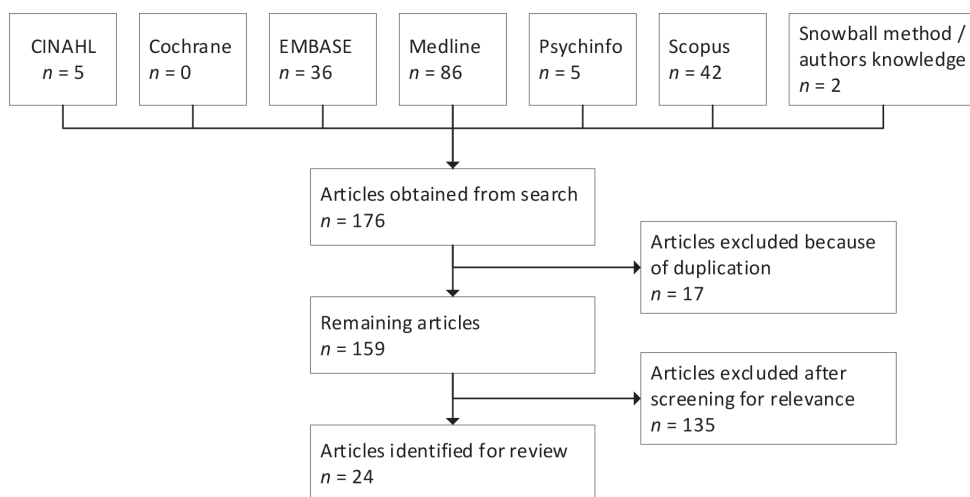 CINAHL
n = 5
Cochrane
n = 0
EMBASE
n = 36
Medline
n = 86
Psychinfo
n = 5
Scopus
n = 42
Snowball method /
authors knowledge
n = 2
Articles obtained from search
n = 176
Articles excluded because
of duplication
n = 17
Remaining articles
n = 159
Articles excluded after
screening for relevance
n = 135
Articles identified for review
n = 24